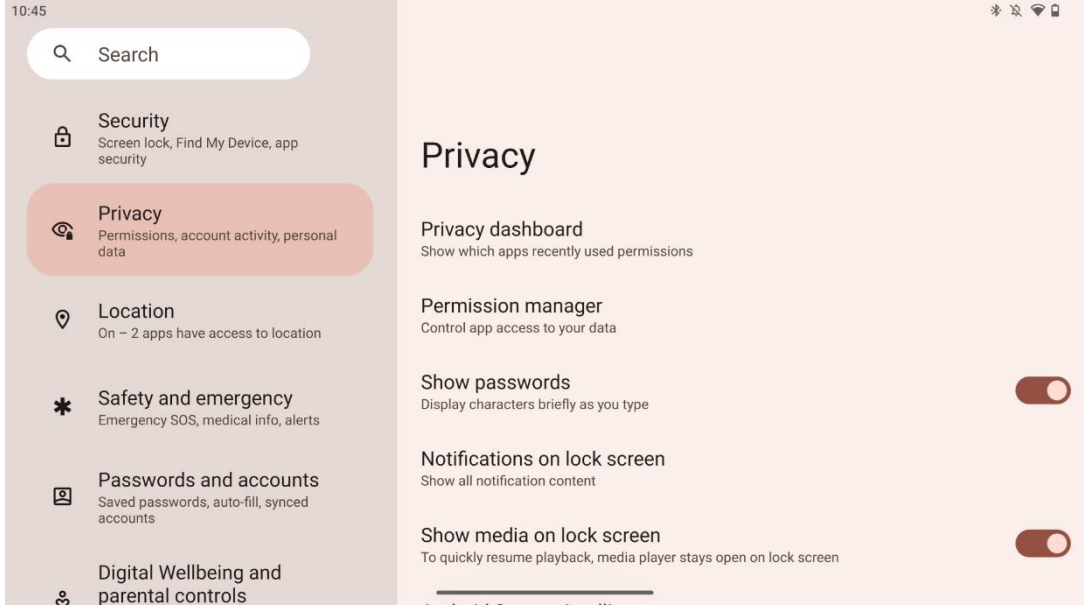 10:45
Search
Security
Screen lock, Find My Device, app
security
Privacy
Permissions, account activity, personal
data
Location
On – 2 apps have access to location
Safety and emergency
Emergency SOS, medical info, alerts
Passwords and accounts
Saved passwords, auto-fill, synced
accounts
Digital Wellbeing and
parental controls
Privacy
Privacy dashboard
Show which apps recently used permissions
Permission manager
Control app access to your data
Show passwords
Display characters briefly as you type
Notifications on lock screen
Show all notification content
Show media on lock screen
To quickly resume playback, media player stays open on lock screen